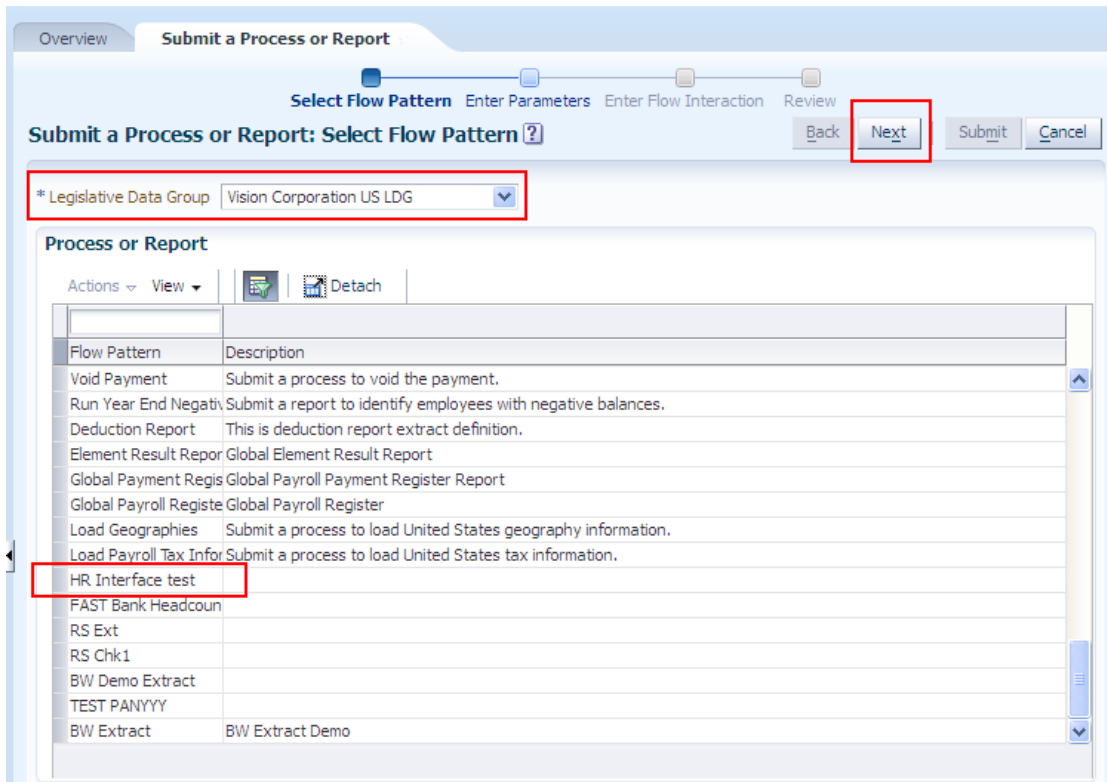 Overview Submit a Process or Report
Select Flow Pattern Enter Parameters Enter Flow Interaction Review
Submit a Process or Report: Select Flow Pattern ? Back Next Submit Cancel
* Legislative Data Group Vision Corporation US LDG
Process or Report
Actions View Detach
Flow Pattern Description
Void Payment Submit a process to void the payment.
Run Year End Negativ Submit a report to identify employees with negative balances.
Deduction Report This is deduction report extract definition.
Element Result Repor Global Element Result Report
Global Payment Regis Global Payroll Payment Register Report
Global Payroll Registe Global Payroll Register
Load Geographies Submit a process to load United States geography information.
Load Payroll Tax Infor Submit a process to load United States tax information.
HR Interface test
FAST Bank Headcoun
RS Ext
RS Chk1
BW Demo Extract
TEST PANYYY
BW Extract BW Extract Demo